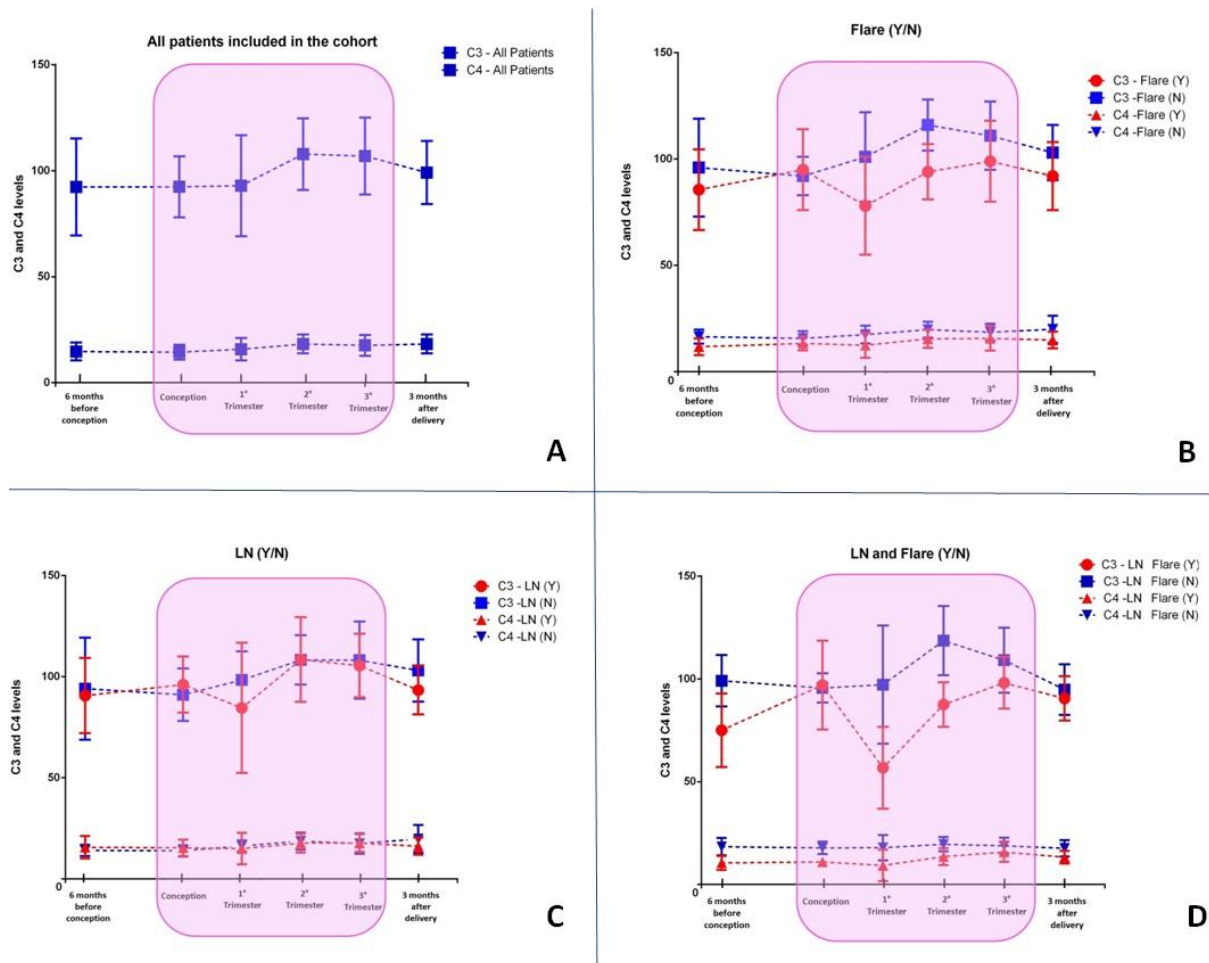 All patients included in the cohort
C3 - All Patients
C4 - All Patients
150
100
50
0
C3 and C4 levels
6 months before conception
Conception
1° Trimester
2° Trimester
3° Trimester
3 months after delivery
A
Flare (Y/N)
C3 - Flare (Y)
C3 -Flare (N)
C4 -Flare (Y)
C4 -Flare (N)
150
100
50
0
C3 and C4 levels
6 months before conception
Conception
1° Trimester
2° Trimester
3° Trimester
3 months after delivery
B
LN (Y/N)
C3 - LN (Y)
C3 -LN (N)
C4 -LN (Y)
C4 -LN (N)
150
100
50
0
C3 and C4 levels
6 months before conception
Conception
1° Trimester
2° Trimester
3° Trimester
3 months after delivery
C
LN and Flare (Y/N)
C3 - LN Flare (Y)
C3 -LN Flare (N)
C4 -LN Flare (Y)
C4 -LN Flare (N)
150
100
50
0
C3 and C4 levels
6 months before conception
Conception
1° Trimester
2° Trimester
3° Trimester
3 months after delivery
D